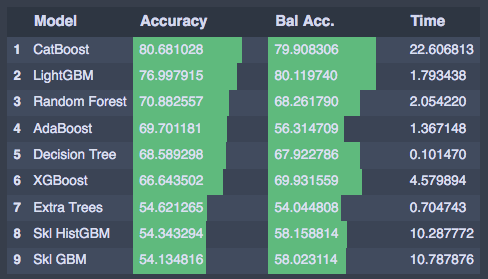 Model Accuracy Bal Acc. Time
1 CatBoost 80.681028 79.908306 22.606813
2 LightGBM 76.997915 80.119740 1.793438
3 Random Forest 70.882557 68.261790 2.054220
4 AdaBoost 69.701181 56.314709 1.367148
5 Decision Tree 68.589298 67.922786 0.101470
6 XGBoost 66.643502 69.931559 4.579894
7 Extra Trees 54.621265 54.044808 0.704743
8 Skl HistGBM 54.343294 58.158814 10.287772
9 Skl GBM 54.134816 58.023114 10.787876